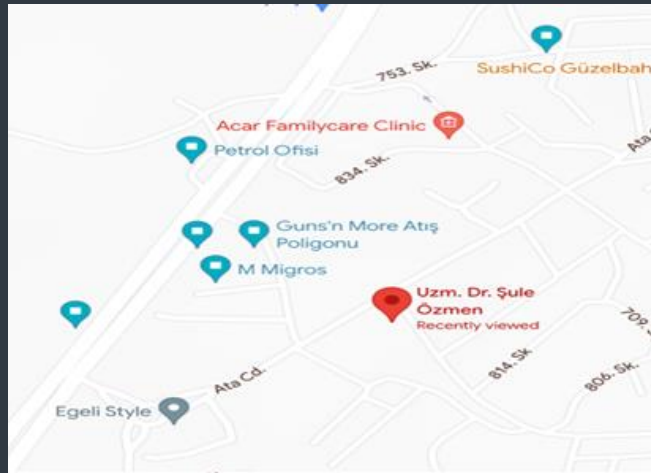 753. Sk.
SushiCo Güzelbah
Acar Familycare Clinic
Petrol Ofisi
834. Sk.
Ata
Guns'n More Atış
Poligonu
M Migros
Uzm. Dr. Şule
Özmen
Recently viewed
709.
814. Sk
806. Sk.
Ata Cd.
Egeli Style